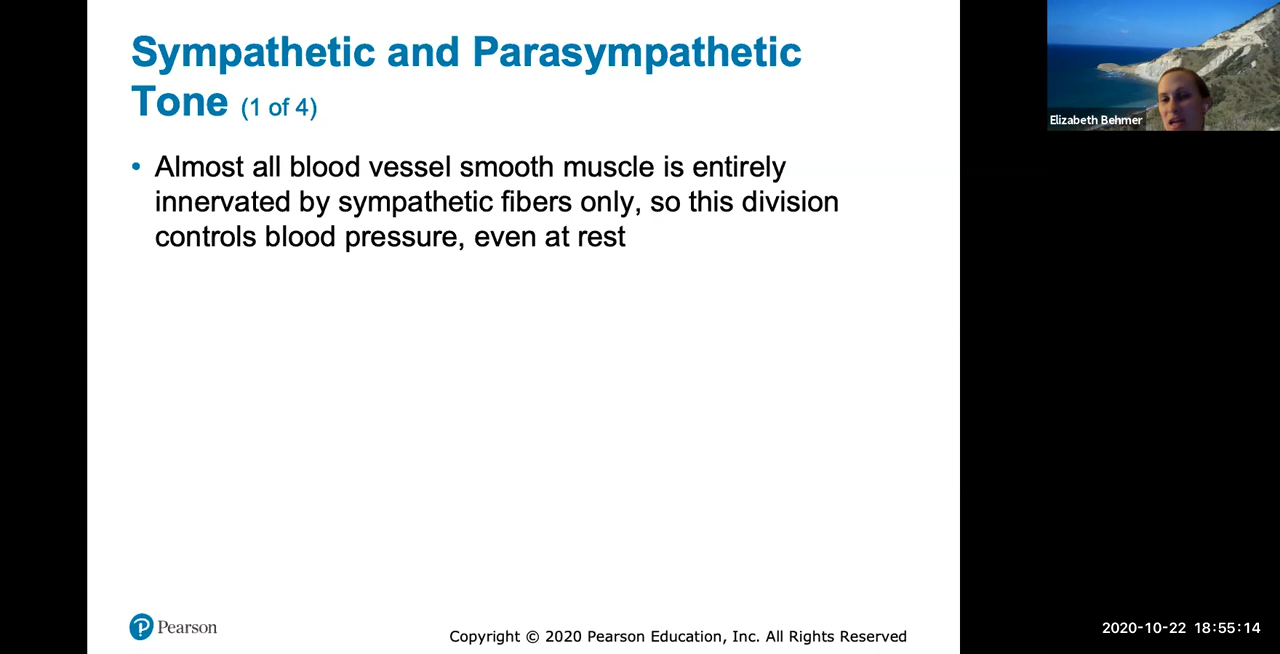 Sympathetic and Parasympathetic
Tone (1 of 4)
• Almost all blood vessel smooth muscle is entirely
innervated by sympathetic fibers only, so this division
controls blood pressure, even at rest
Elizabeth Behmer
Pearson
Copyright © 2020 Pearson Education, Inc. All Rights Reserved
2020-10-22 18:55:14